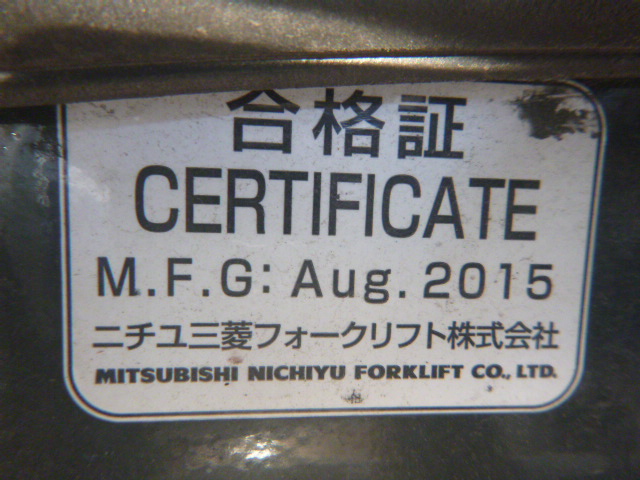 合格証
CERTIFICATE
M.F.G: Aug. 2015
ニチユ三菱フォークリフト株式会社
MITSUBISHI NICHIYU FORKLIFT CO., LTD.